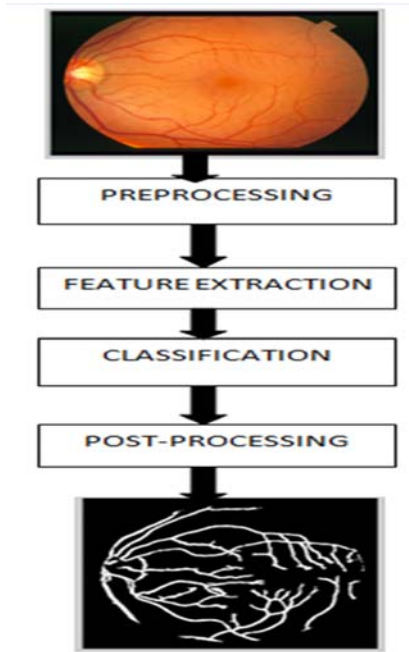 PREPROCESSING
FEATURE EXTRACTION
CLASSIFICATION
POST-PROCESSING